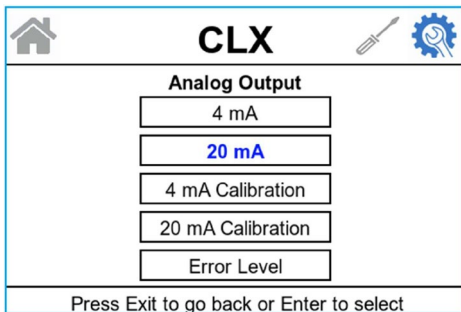 CLX
Analog Output
4 mA
20 mA
4 mA Calibration
20 mA Calibration
Error Level
Press Exit to go back or Enter to select